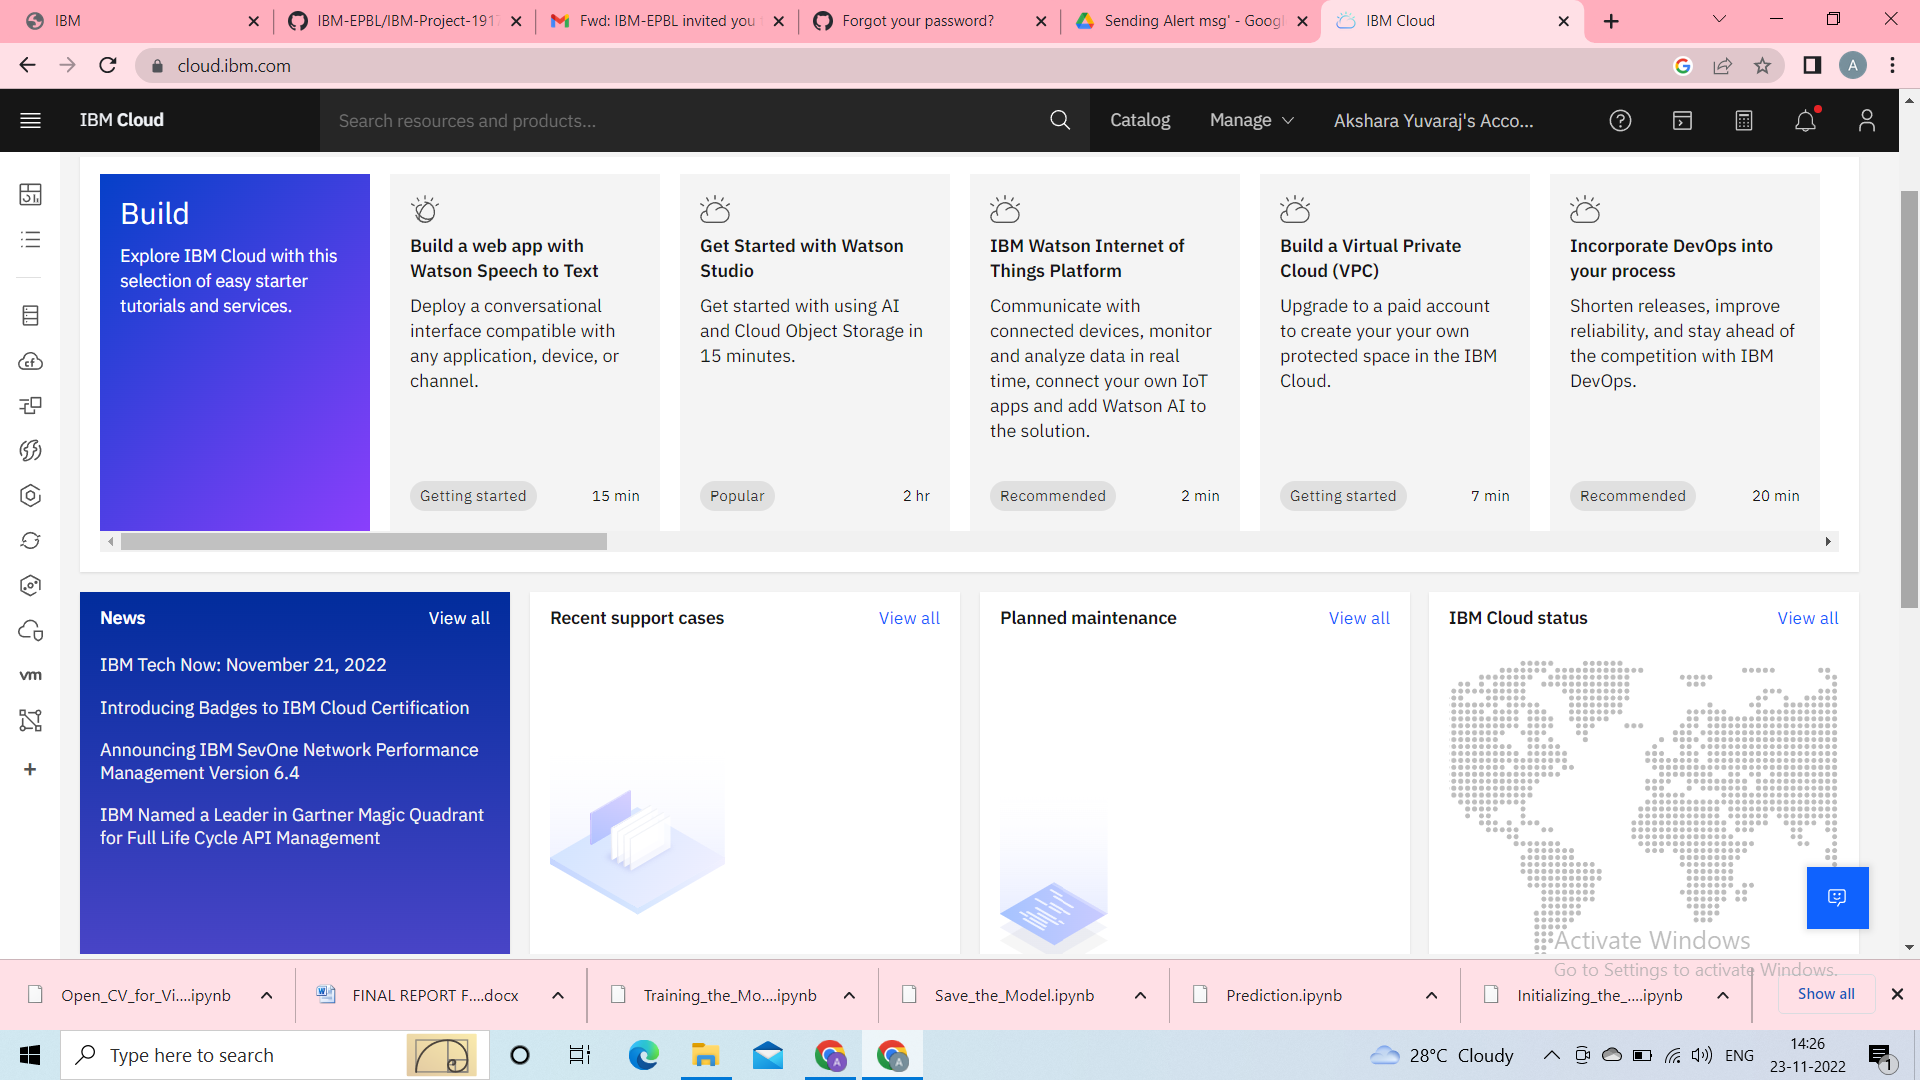 IBM
IBM-EPBL/IBM-Project-1917
Fwd: IBM-EPBL invited you
Forgot your password?
Sending Alert msg' - Googl
IBM Cloud
cloud.ibm.com
A
IBM Cloud
Search resources and products...
Catalog
Manage
Akshara Yuvaraj's Acco...
Build
Explore IBM Cloud with this
selection of easy starter
tutorials and services.
Build a web app with
Watson Speech to Text
Deploy a conversational
interface compatible with
any application, device, or
channel.
Getting started
15 min
Get Started with Watson
Studio
Get started with using AI
and Cloud Object Storage in
15 minutes.
Popular
2 hr
IBM Watson Internet of
Things Platform
Communicate with
connected devices, monitor
and analyze data in real
time, connect your own IoT
apps and add Watson AI to
the solution.
Recommended
2 min
Build a Virtual Private
Cloud (VPC)
Upgrade to a paid account
to create your your own
protected space in the IBM
Cloud.
Getting started
7 min
Incorporate DevOps into
your process
Shorten releases, improve
reliability, and stay ahead of
the competition with IBM
DevOps.
Recommended
20 min
cf
vm
News
View all
IBM Tech Now: November 21, 2022
Introducing Badges to IBM Cloud Certification
Announcing IBM SevOne Network Performance
Management Version 6.4
IBM Named a Leader in Gartner Magic Quadrant
for Full Life Cycle API Management
Recent support cases
View all
Planned maintenance
View all
IBM Cloud status
View all
Activate Windows
Go to Settings to activate Windows.
Open_CV_for_Vi....ipynb
FINAL REPORT F....docx
Training_the_Mo....ipynb
Save_the_Model.ipynb
Prediction.ipynb
Initializing_the_....ipynb
Show all
Type here to search
A
A
28°C Cloudy
ENG
14:26
23-11-2022
1